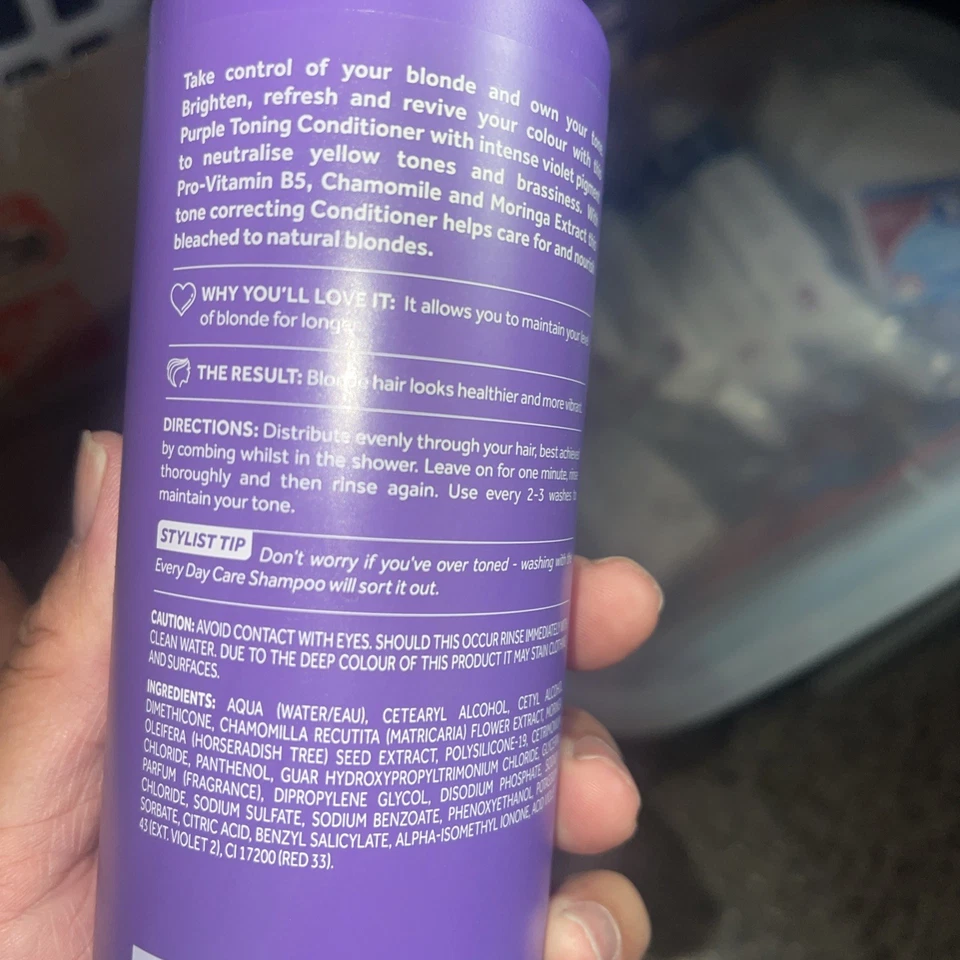 Take control of your blonde and own your
Brighten, refresh and revive your colour with this
Purple Toning Conditioner with intense violet pigment
to neutralise yellow tones and brassiness. With
Pro-Vitamin B5, Chamomile and Moringa Extract this
tone correcting Conditioner helps care for and nourish
bleached to natural blondes.
WHY YOU'LL LOVE IT: It allows you to maintain your level
of blonde for longer.
THE RESULT: Blonde hair looks healthier and more vibrant.
DIRECTIONS: Distribute evenly through your hair, best achieved
by combing whilst in the shower. Leave on for one minute, rinse
thoroughly and then rinse again. Use every 2-3 washes to
maintain your tone.
STYLIST TIP Don't worry if you've over toned - washing with the
Every Day Care Shampoo will sort it out.
CAUTION: AVOID CONTACT WITH EYES. SHOULD THIS OCCUR RINSE IMMEDIATELY WITH
CLEAN WATER. DUE TO THE DEEP COLOUR OF THIS PRODUCT IT MAY STAIN CLOTHING
AND SURFACES.
INGREDIENTS: AQUA (WATER/EAU), CETEARYL ALCOHOL, CETYL ALCOHOL,
DIMETHICONE, CHAMOMILLA RECUTITA (MATRICARIA) FLOWER EXTRACT, MORINGA
OLEIFERA (HORSERADISH TREE) SEED EXTRACT, POLYSILICONE-19, CETRIMONIUM
CHLORIDE, PANTHENOL, GUAR HYDROXYPROPYLTRIMONIUM CHLORIDE,
PARFUM (FRAGRANCE), DIPROPYLENE GLYCOL, DISODIUM PHOSPHATE,
CHLORIDE, SODIUM SULFATE, SODIUM BENZOATE, PHENOXYETHANOL, POTASSIUM
SORBATE, CITRIC ACID, BENZYL SALICYLATE, ALPHA-ISOMETHYL IONONE, ACID VIOLET
43 (EXT. VIOLET 2), CI 17200 (RED 33).